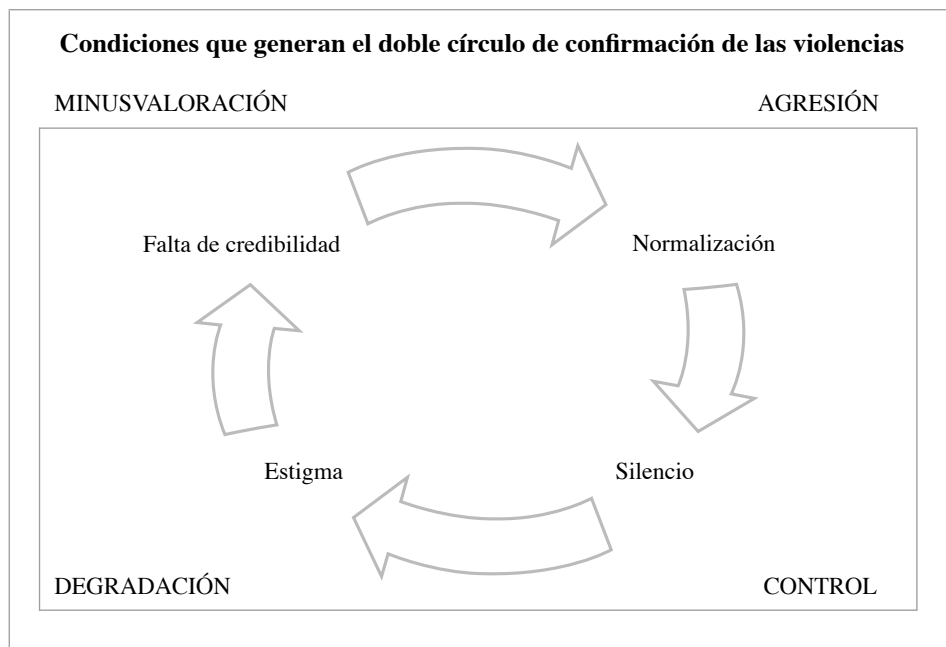 Condiciones que generan el doble círculo de confirmación de las violencias
MINUSVALORACIÓN
AGRESIÓN
Falta de credibilidad
Normalización
Estigma
Silencio
DEGRADACIÓN
CONTROL